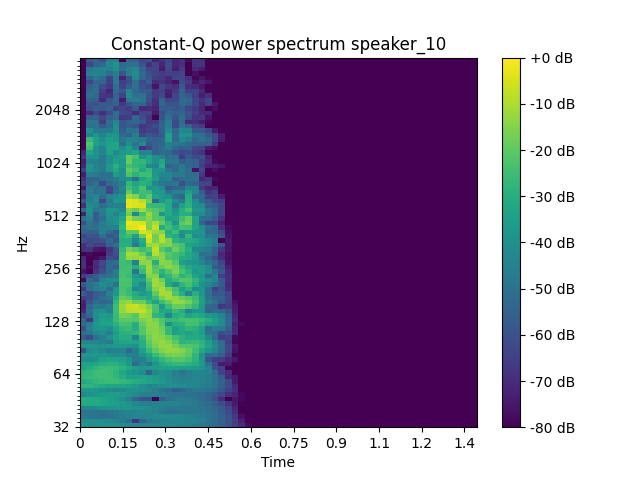 Constant-Q power spectrum speaker_10
Hz
2048
1024
512
256
128
64
32
0 0.15 0.3 0.45 0.6 0.75 0.9 1.1 1.2 1.4
Time
+0 dB
-10 dB
-20 dB
-30 dB
-40 dB
-50 dB
-60 dB
-70 dB
-80 dB